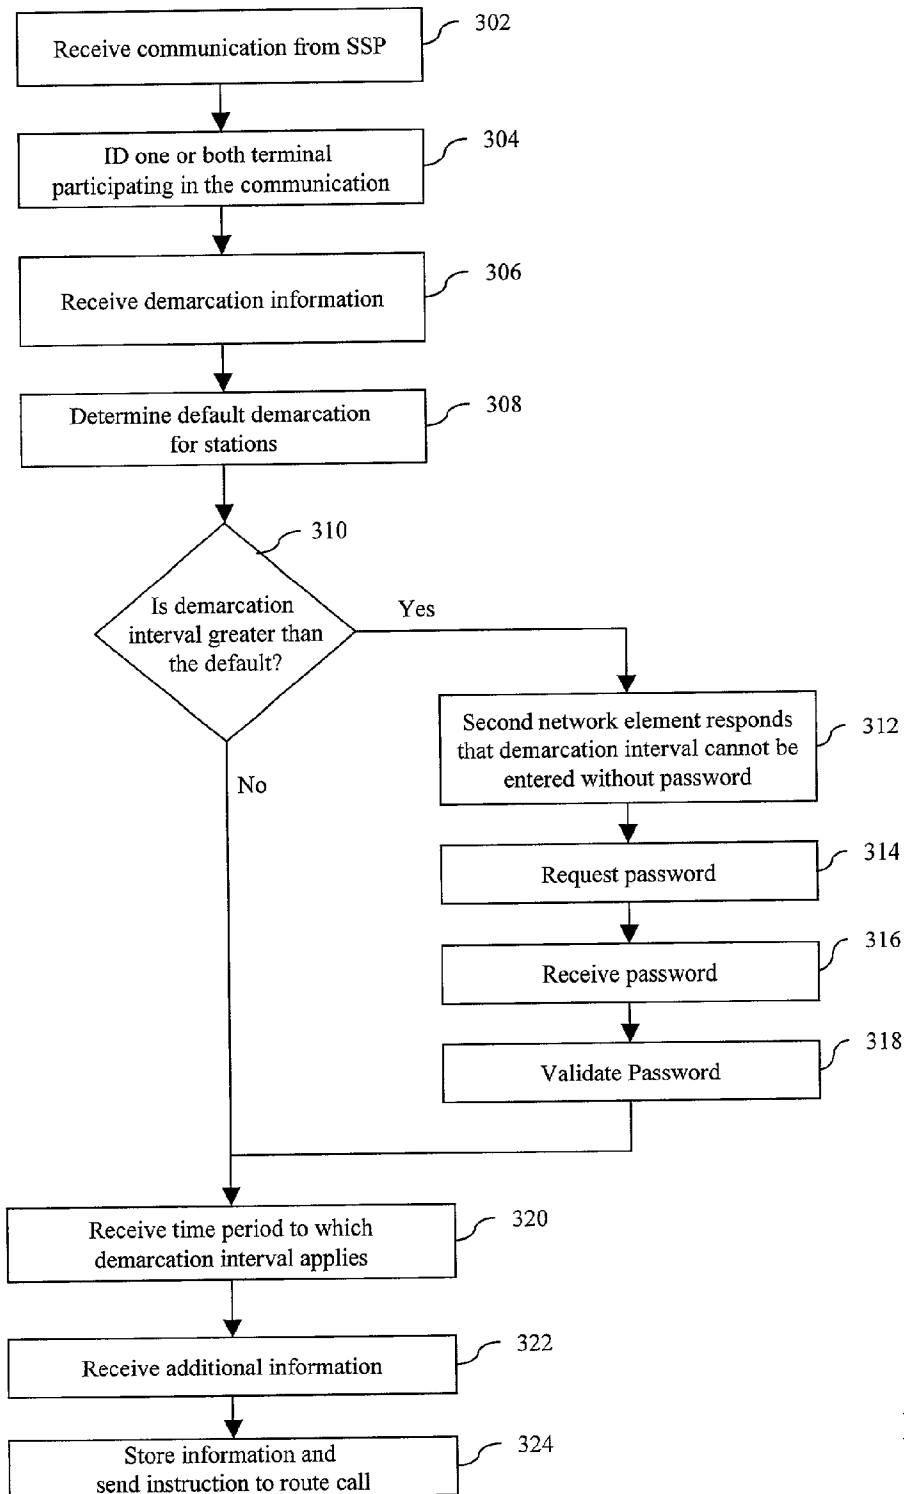 Receive communication from SSP
302
ID one or both terminal
participating in the communication
304
Receive demarcation information
306
Determine default demarcation
for stations
308
310
Is demarcation
interval greater than
the default?
Yes
No
Second network element responds
that demarcation interval cannot be
entered without password
312
Request password
314
Receive password
316
Validate Password
318
Receive time period to which
demarcation interval applies
320
Receive additional information
322
Store information and
send instruction to route call
324